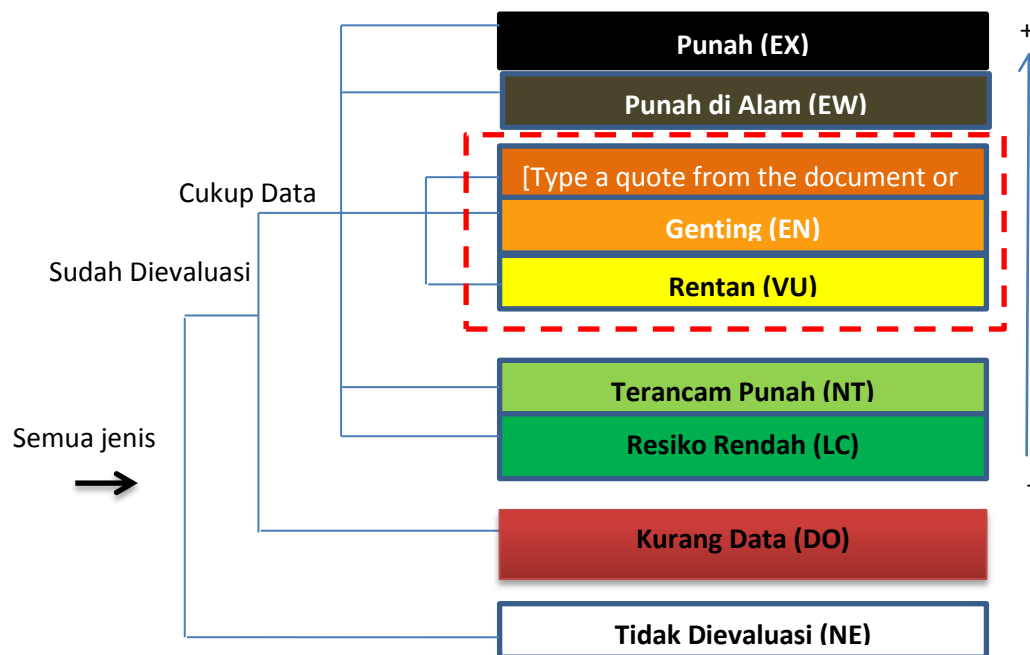 Punah (EX)
+
Punah di Alam (EW)
[Type a quote from the document or
Cukup Data
Genting (EN)
Sudah Dievaluasi
Rentan (VU)
Terancam Punah (NT)
Semua jenis
Resiko Rendah (LC)
-
Kurang Data (DO)
Tidak Dievaluasi (NE)